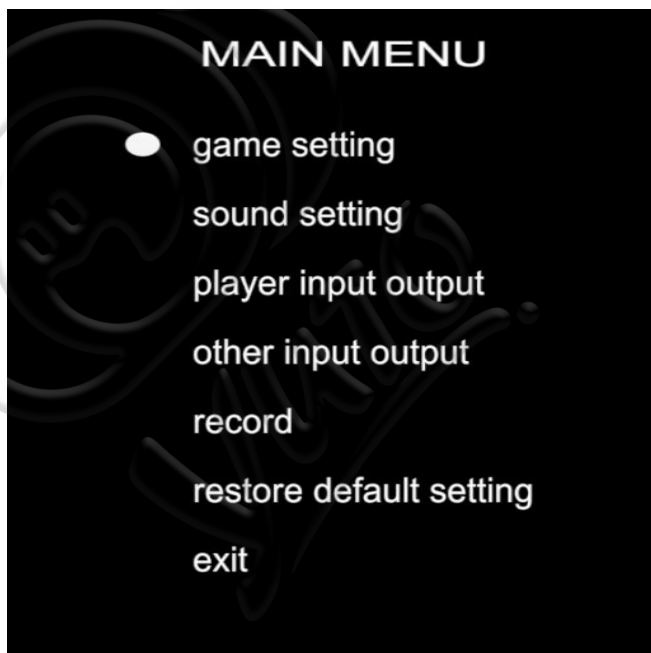 MAIN MENU
game setting
sound setting
player input output
other input output
record
restore default setting
exit